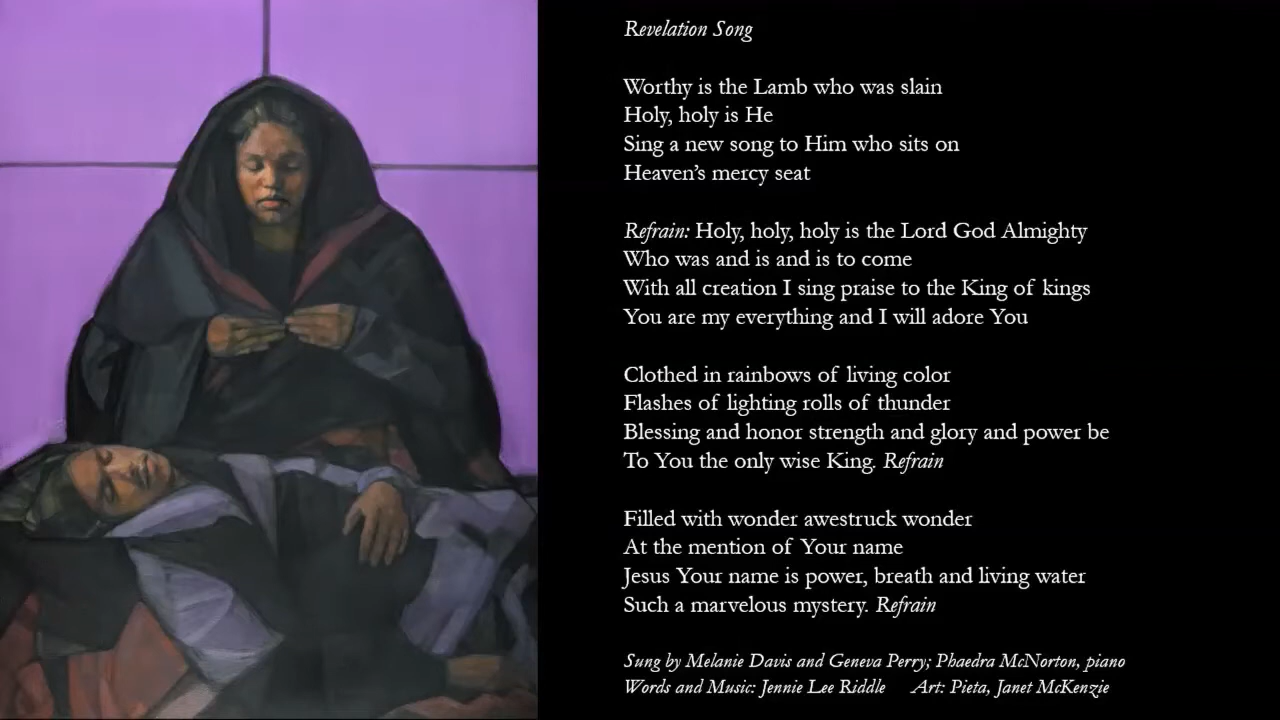 Revelation Song
Worthy is the Lamb who was slain
Holy, holy is He
Sing a new song to Him who sits on
Heaven’s mercy seat
Refrain: Holy, holy, holy is the Lord God Almighty
Who was and is and is to come
With all creation I sing praise to the King of kings
You are my everything and I will adore You
Clothed in rainbows of living color
Flashes of lighting rolls of thunder
Blessing and honor strength and glory and power be
To You the only wise King. Refrain
Filled with wonder awestruck wonder
At the mention of Your name
Jesus Your name is power, breath and living water
Such a marvelous mystery. Refrain
Sung by Melanie Davis and Geneva Perry; Phaedra McNorton, piano
Words and Music: Jennie Lee Riddle Art: Pieta, Janet McKenzie